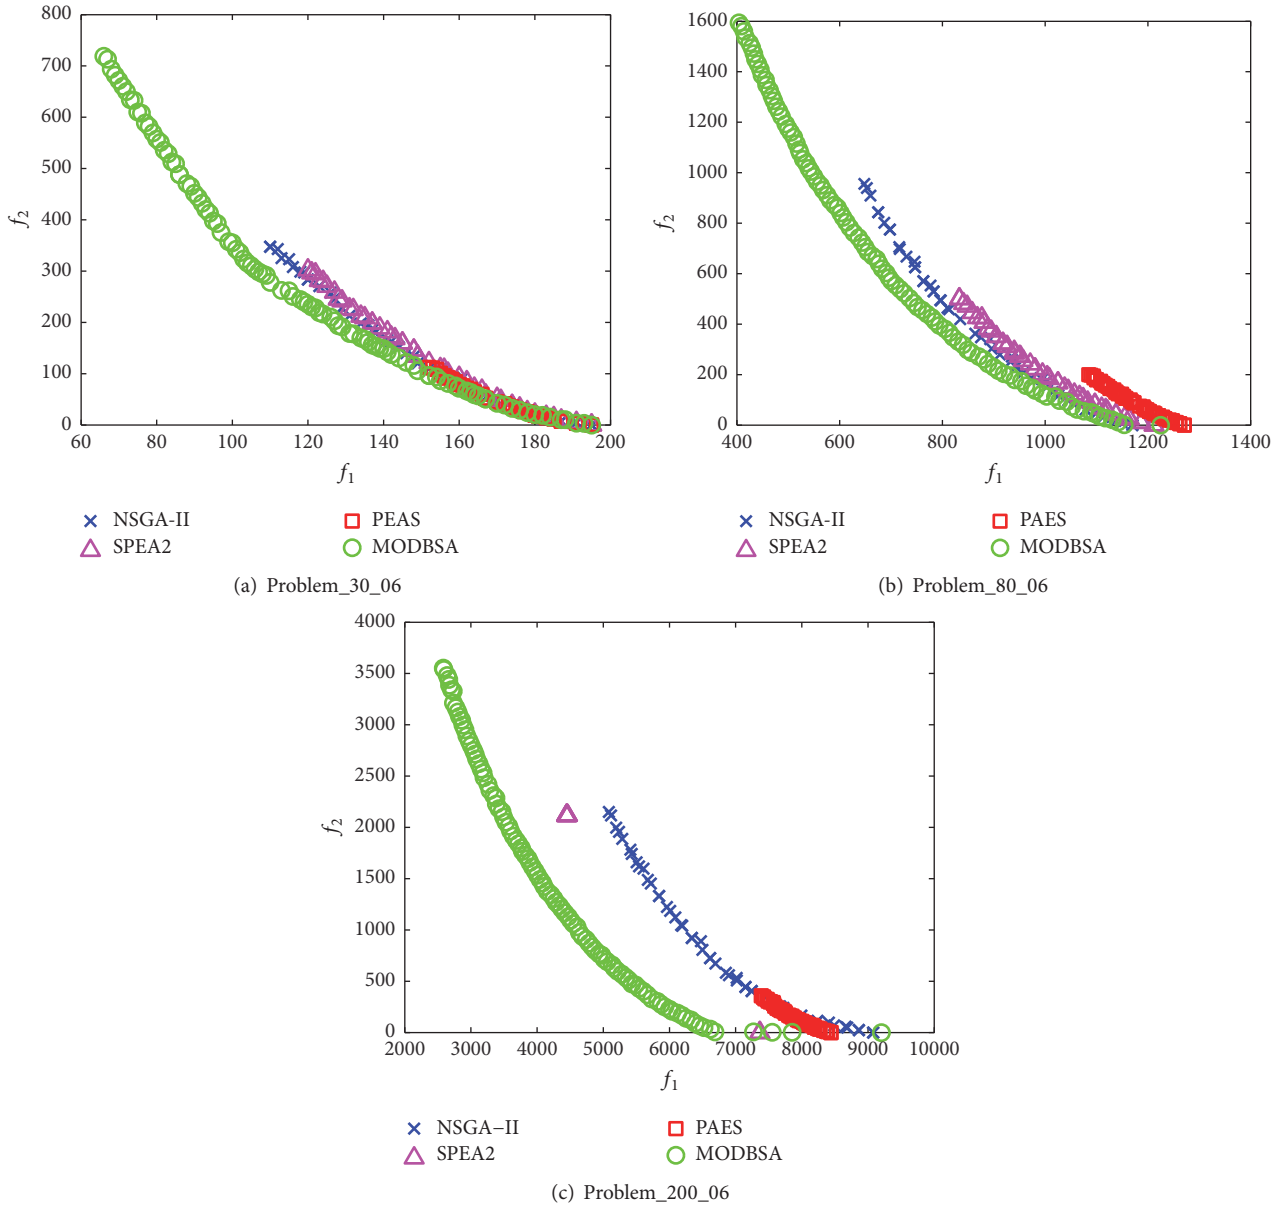 800
700
600
500
400
300
200
100
0
f2
60 80 100 120 140 160 180 200
f1
NSGA-II PEAS
SPEA2 MODBSA
(a) Problem_30_06
1600
1400
1200
1000
800
600
400
200
0
f2
400 600 800 1000 1200 1400
f1
NSGA-II PAES
SPEA2 MODBSA
(b) Problem_80_06
4000
3500
3000
2500
2000
1500
1000
500
0
f2
2000 3000 4000 5000 6000 7000 8000 9000 10000
f1
NSGA−II PAES
SPEA2 MODBSA
(c) Problem_200_06